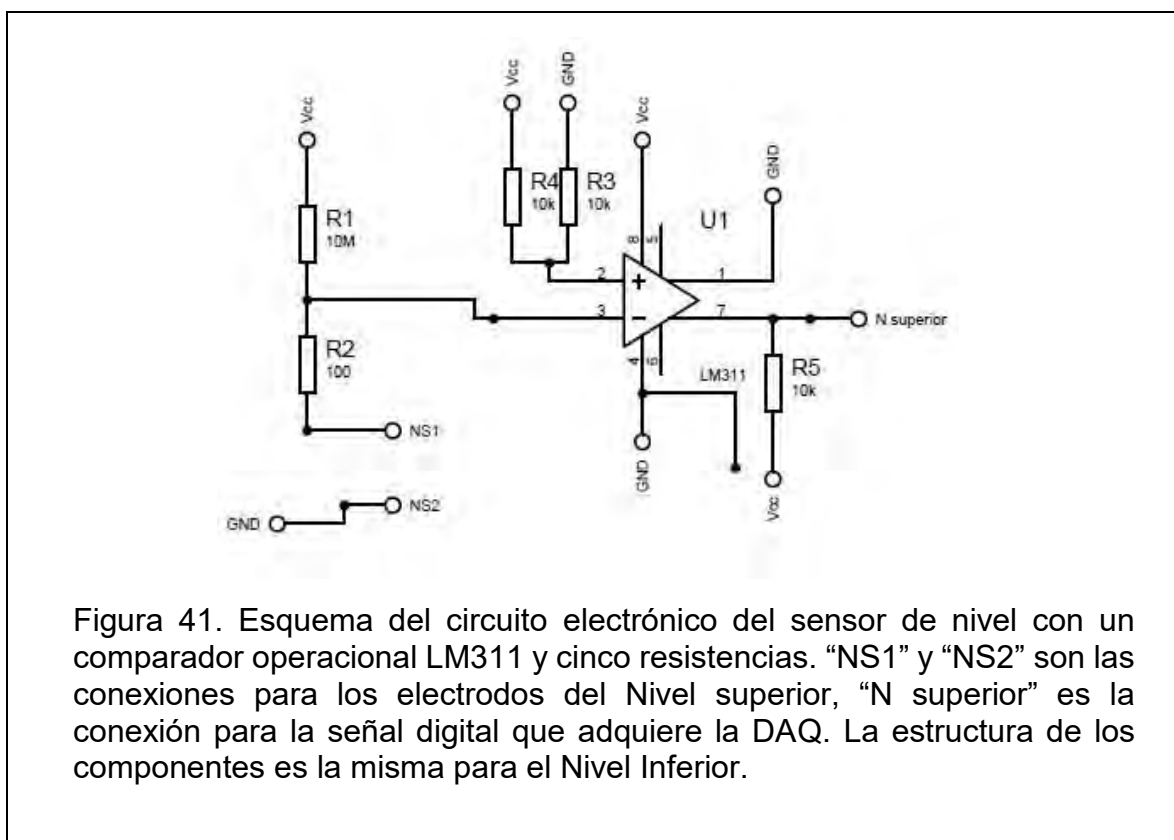 Vcc
GND
Vcc
Vcc
GND
R4
10k
R3
10k
R1
10M
U1
8
5
2
+
1
3
−
7
N superior
R2
100
4
6
LM311
R5
10k
NS1
GND
Vcc
NS2
GND
Figura 41. Esquema del circuito electrónico del sensor de nivel con un
comparador operacional LM311 y cinco resistencias. “NS1” y “NS2” son las
conexiones para los electrodos del Nivel superior, “N superior” es la
conexión para la señal digital que adquiere la DAQ. La estructura de los
componentes es la misma para el Nivel Inferior.